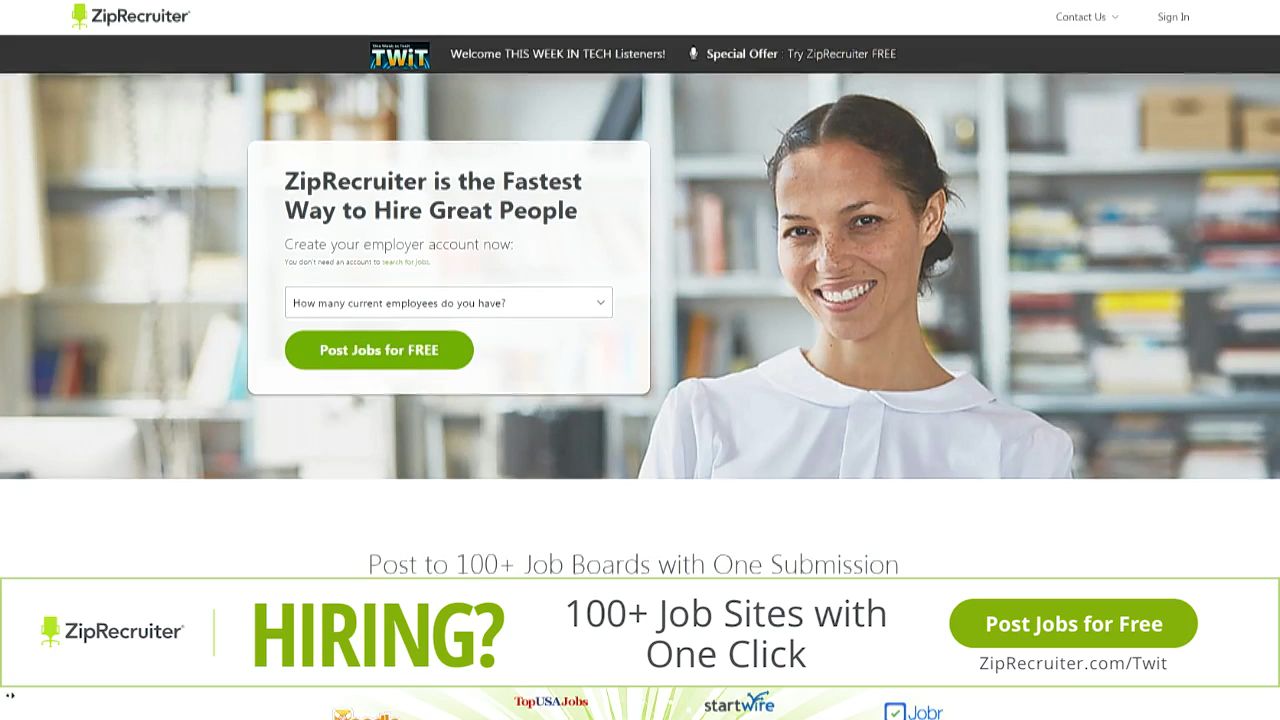 ZipRecruiter
Contact Us
Sign In
This Week in Tech
TWiT
Welcome THIS WEEK IN TECH Listeners!
Special Offer : Try ZipRecruiter FREE
ZipRecruiter is the Fastest
Way to Hire Great People
Create your employer account now:
You don't need an account to search for jobs.
How many current employees do you have?
Post Jobs for FREE
Post to 100+ Job Boards with One Submission
ZipRecruiter
HIRING?
100+ Job Sites with
One Click
Post Jobs for Free
ZipRecruiter.com/Twit
TopUSAJobs
startwire
Jobr